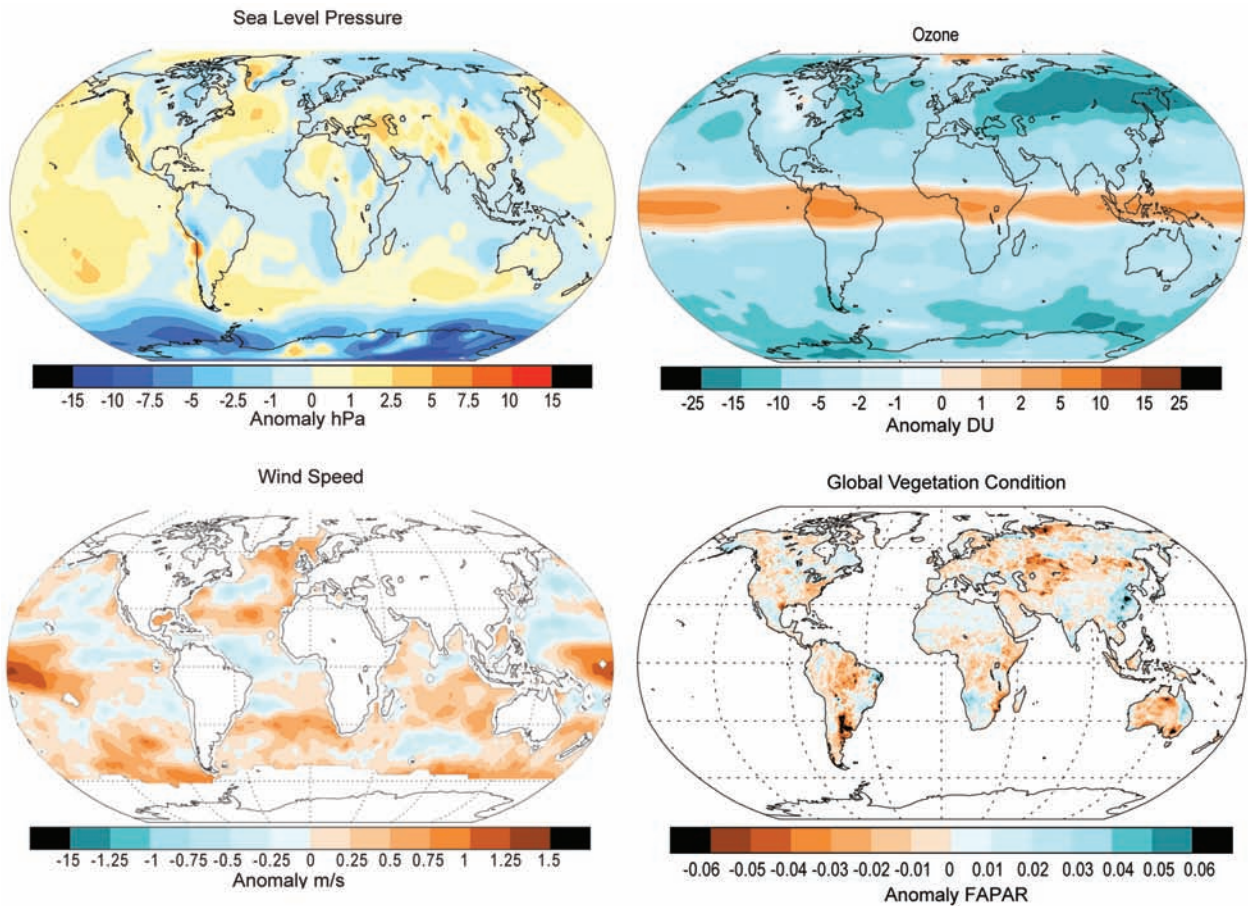 Sea Level Pressure
-15 -10 -7.5 -5 -2.5 -1 0 1 2.5 5 7.5 10 15
Anomaly hPa
Ozone
-25 -15 -10 -5 -2 -1 0 1 2 5 10 15 25
Anomaly DU
Wind Speed
-15 -1.25 -1 -0.75 -0.5 -0.25 0 0.25 0.5 0.75 1 1.25 1.5
Anomaly m/s
Global Vegetation Condition
-0.06 -0.05 -0.04 -0.03 -0.02 -0.01 0 0.01 0.02 0.03 0.04 0.05 0.06
Anomaly FAPAR